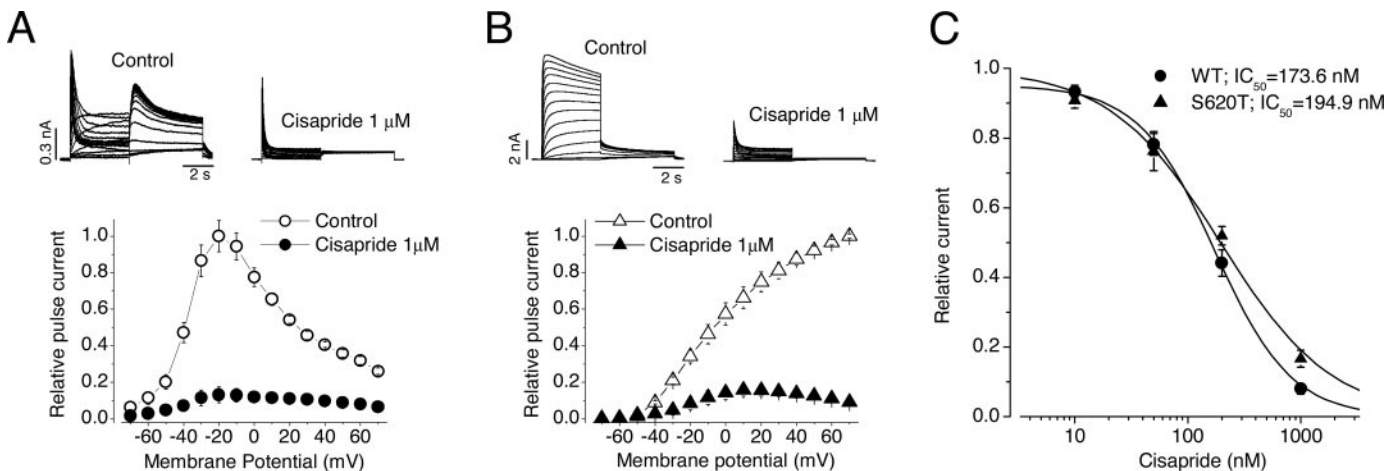 A
Control
Cisapride 1 μM
0.3 nA
2 s
Control
Cisapride 1μM
Relative pulse current
1.0
0.8
0.6
0.4
0.2
0.0
-60 -40 -20 0 20 40 60
Membrane Potential (mV)
B
Control
Cisapride 1 μM
2 nA
2 s
Control
Cisapride 1μM
Relative pulse current
1.0
0.8
0.6
0.4
0.2
0.0
-60 -40 -20 0 20 40 60
Membrane potential (mV)
C
WT; IC50=173.6 nM
S620T; IC50=194.9 nM
Relative current
1.0
0.8
0.6
0.4
0.2
0.0
10 100 1000
Cisapride (nM)